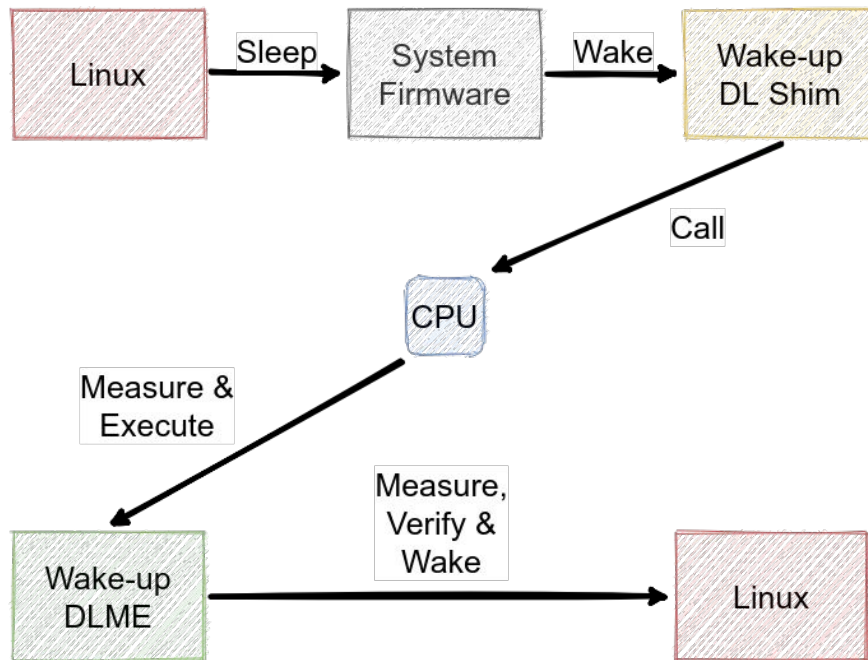 Linux
Sleep
System
Firmware
Wake
Wake-up
DL Shim
Call
CPU
Measure &
Execute
Measure,
Verify &
Wake
Wake-up
DLME
Linux